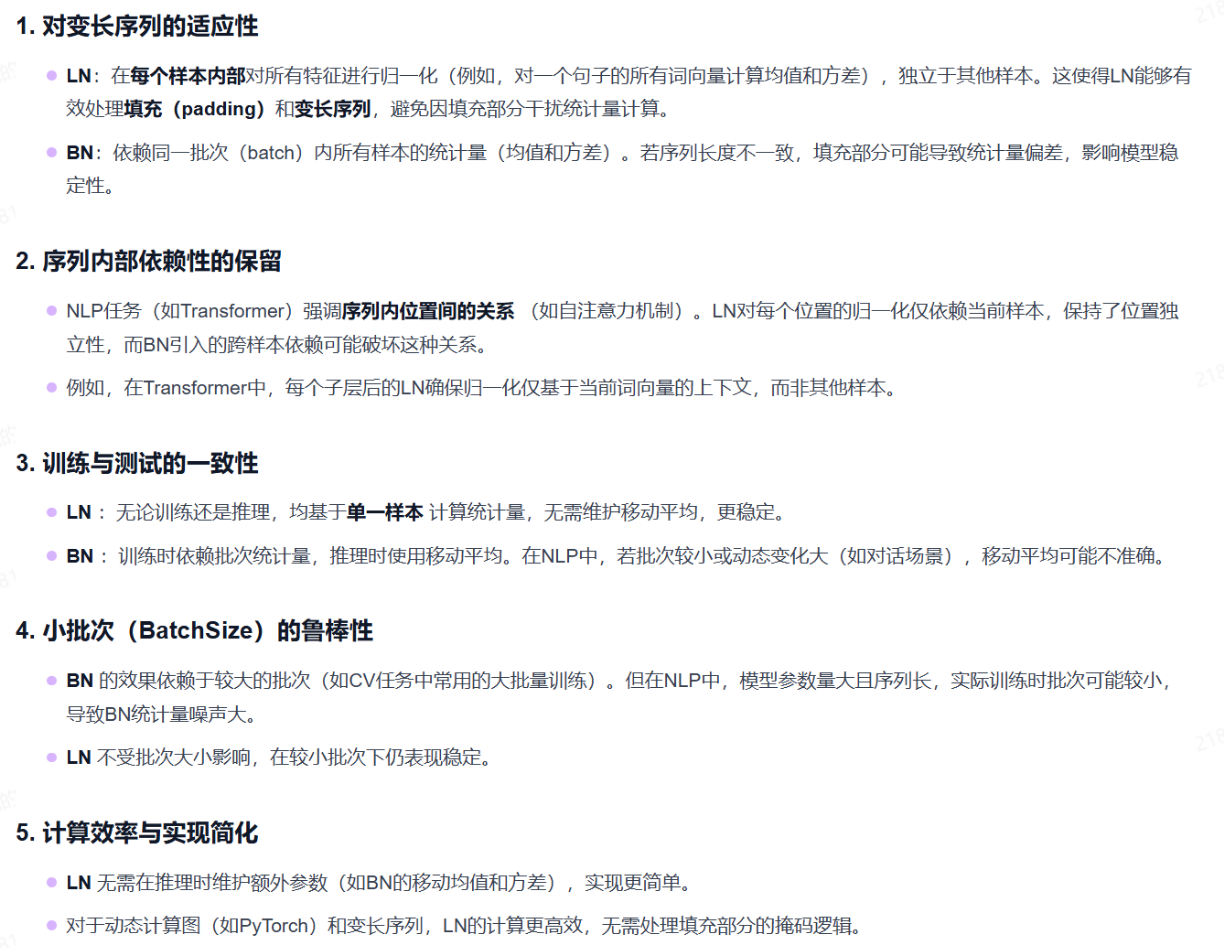 1. 对变长序列的适应性
LN：在每个样本内部对所有特征进行归一化（例如，对一个句子的所有词向量计算均值和方差），独立于其他样本。这使得LN能够有
效处理填充（padding）和变长序列，避免因填充部分干扰统计量计算。
BN：依赖同一批次（batch）内所有样本的统计量（均值和方差）。若序列长度不一致，填充部分可能导致统计量偏差，影响模型稳
定性。
2. 序列内部依赖性的保留
NLP任务（如Transformer）强调序列内位置间的关系 （如自注意力机制）。LN对每个位置的归一化仅依赖当前样本，保持了位置独
立性，而BN引入的跨样本依赖可能破坏这种关系。
例如，在Transformer中，每个子层后的LN确保归一化仅基于当前词向量的上下文，而非其他样本。
3. 训练与测试的一致性
LN ：无论训练还是推理，均基于单一样本 计算统计量，无需维护移动平均，更稳定。
BN ：训练时依赖批次统计量，推理时使用移动平均。在NLP中，若批次较小或动态变化大（如对话场景），移动平均可能不准确。
4. 小批次（BatchSize）的鲁棒性
BN 的效果依赖于较大的批次（如CV任务中常用的大批量训练）。但在NLP中，模型参数量大且序列长，实际训练时批次可能较小，
导致BN统计量噪声大。
LN 不受批次大小影响，在较小批次下仍表现稳定。
5. 计算效率与实现简化
LN 无需在推理时维护额外参数（如BN的移动均值和方差），实现更简单。
对于动态计算图（如PyTorch）和变长序列，LN的计算更高效，无需处理填充部分的掩码逻辑。